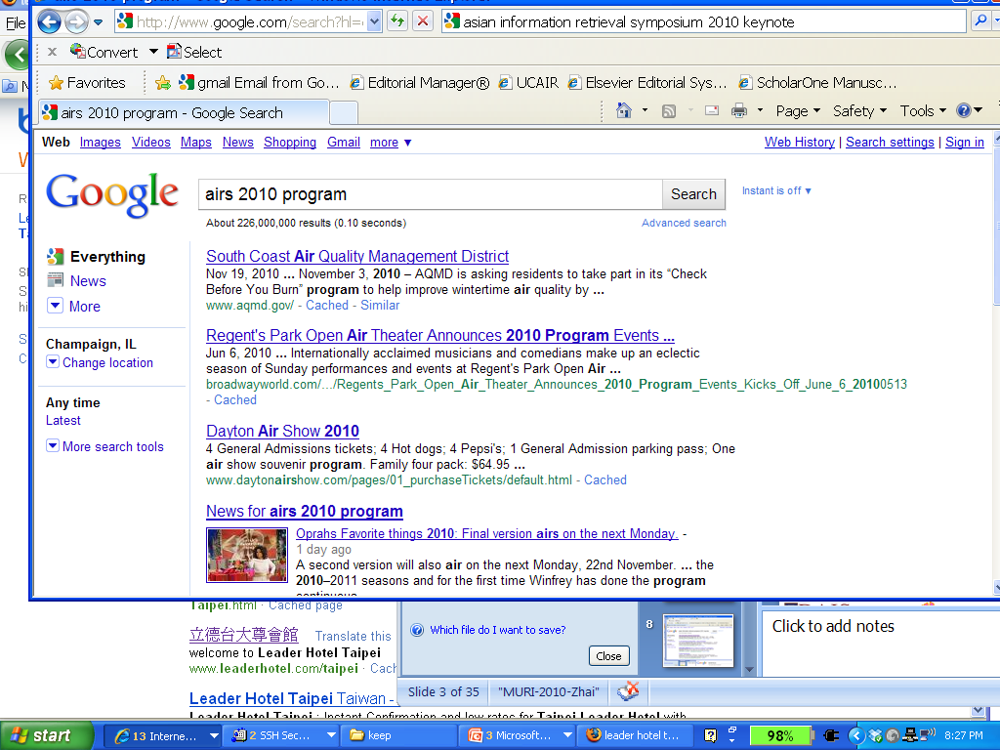 http://www.google.com/search?hl=
asian information retrieval symposium 2010 keynote
Convert
Select
Favorites
gmail Email from Go...
Editorial Manager®
UCAIR
Elsevier Editorial Sys...
ScholarOne Manusc...
airs 2010 program - Google Search
Page
Safety
Tools
Web Images Videos Maps News Shopping Gmail more ▼
Web History | Search settings | Sign in
Google
airs 2010 program
Search
Instant is off ▼
About 226,000,000 results (0.10 seconds)
Advanced search
Everything
News
More
Champaign, IL
Change location
Any time
Latest
More search tools
South Coast Air Quality Management District
Nov 19, 2010 ... November 3, 2010 – AQMD is asking residents to take part in its “Check
Before You Burn” program to help improve wintertime air quality by ...
www.aqmd.gov/ - Cached - Similar
Regent's Park Open Air Theater Announces 2010 Program Events ...
Jun 6, 2010 ... Internationally acclaimed musicians and comedians make up an eclectic
season of Sunday performances and events at Regent's Park Open Air ...
broadwayworld.com/.../Regents_Park_Open_Air_Theater_Announces_2010_Program_Events_Kicks_Off_June_6_20100513
- Cached
Dayton Air Show 2010
4 General Admissions tickets; 4 Hot dogs; 4 Pepsi's; 1 General Admission parking pass; One
air show souvenir program. Family four pack: $64.95 ...
www.daytonairshow.com/pages/01_purchaseTickets/default.html - Cached
News for airs 2010 program
Oprahs Favorite things 2010: Final version airs on the next Monday. -
1 day ago
A second version will also air on the next Monday, 22nd November. ... the
2010–2011 seasons and for the first time Winfrey has done the program
Taipei.html · Cached page
立德台大尊會館 Translate this
welcome to Leader Hotel Taipei
www.leaderhotel.com/taipei · Cach
Leader Hotel Taipei Taiwan -
Which file do I want to save?
Close
8
Click to add notes
Slide 3 of 35
"MURI-2010-Zhai"
start
13 Interne...
2 SSH Sec...
keep
3 Microsoft...
leader hotel t...
98%
8:27 PM